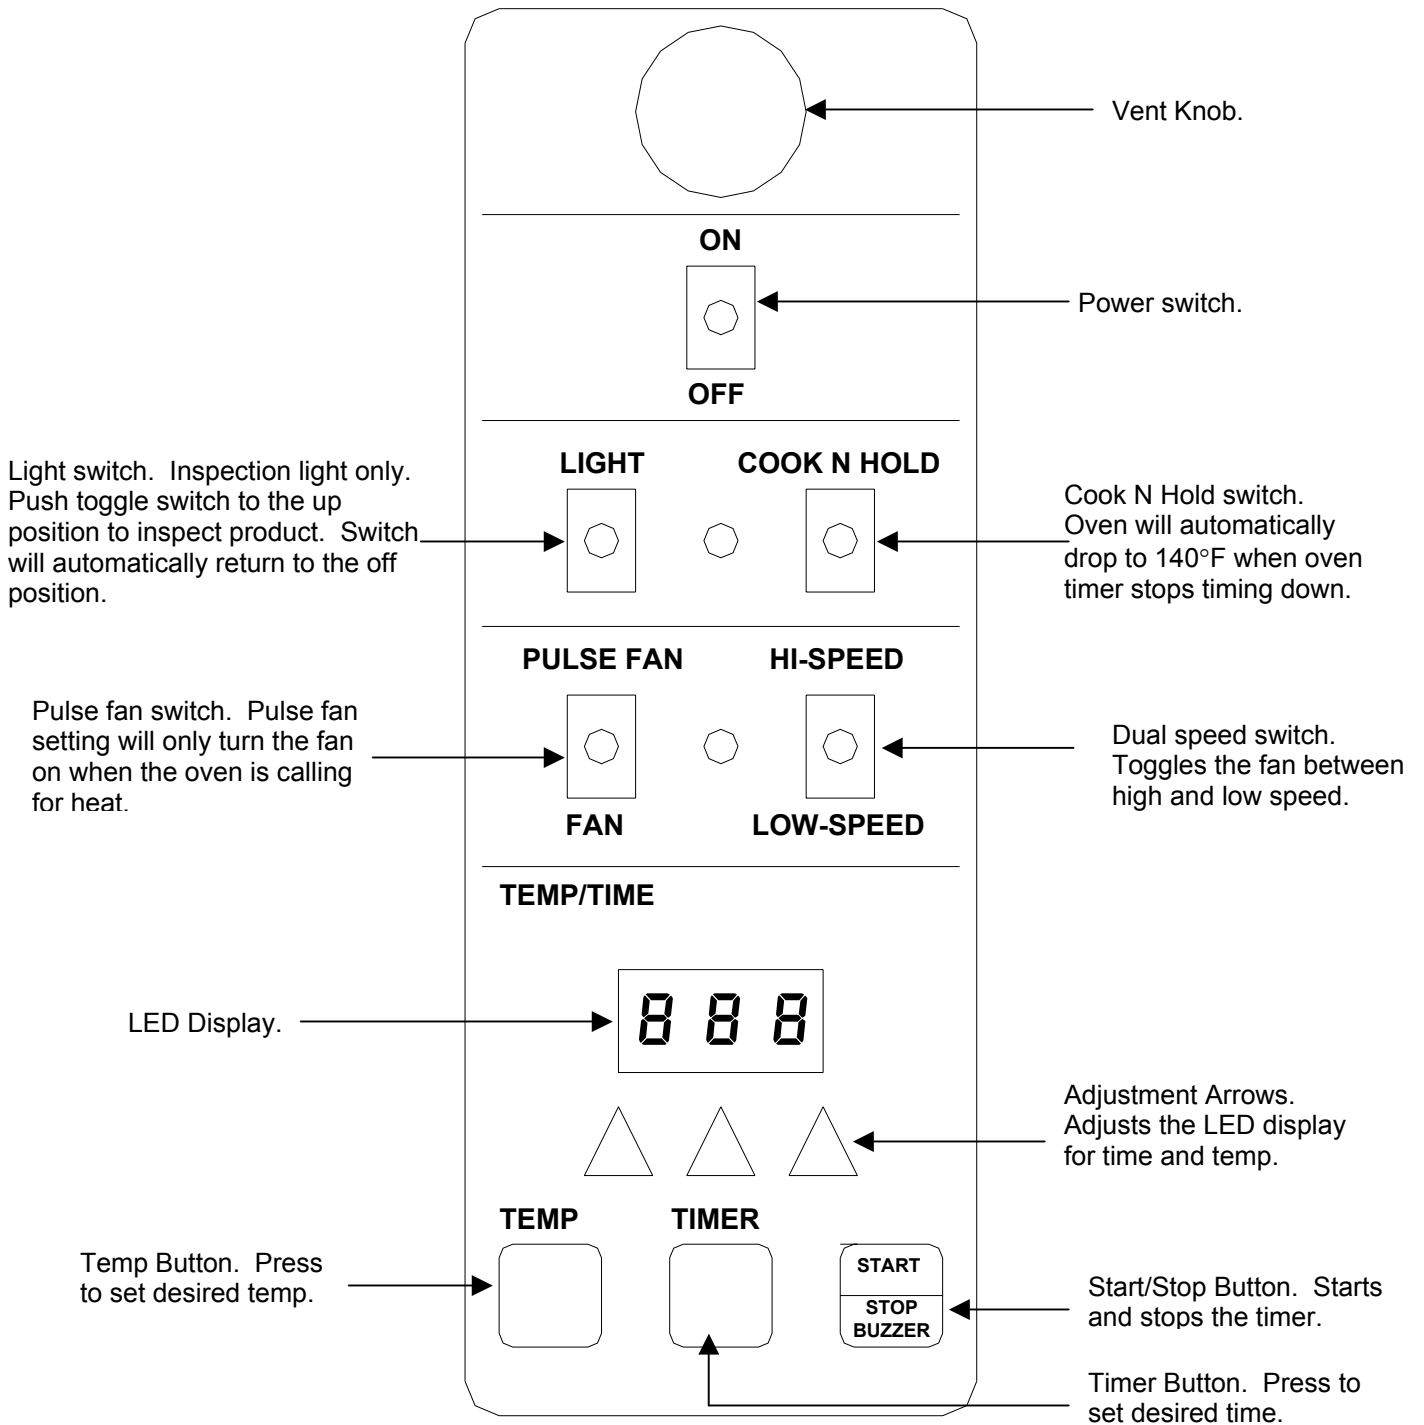 Vent Knob.
ON
Power switch.
OFF
LIGHT
COOK N HOLD
Light switch.  Inspection light only.
Push toggle switch to the up
position to inspect product.  Switch
will automatically return to the off
position.
Cook N Hold switch.
Oven will automatically
drop to 140°F when oven
timer stops timing down.
PULSE FAN
HI-SPEED
Pulse fan switch.  Pulse fan
setting will only turn the fan
on when the oven is calling
for heat.
Dual speed switch.
Toggles the fan between
high and low speed.
FAN
LOW-SPEED
TEMP/TIME
LED Display.
888
Adjustment Arrows.
Adjusts the LED display
for time and temp.
TEMP
TIMER
Temp Button.  Press
to set desired temp.
START
STOP
BUZZER
Start/Stop Button.  Starts
and stops the timer.
Timer Button.  Press to
set desired time.